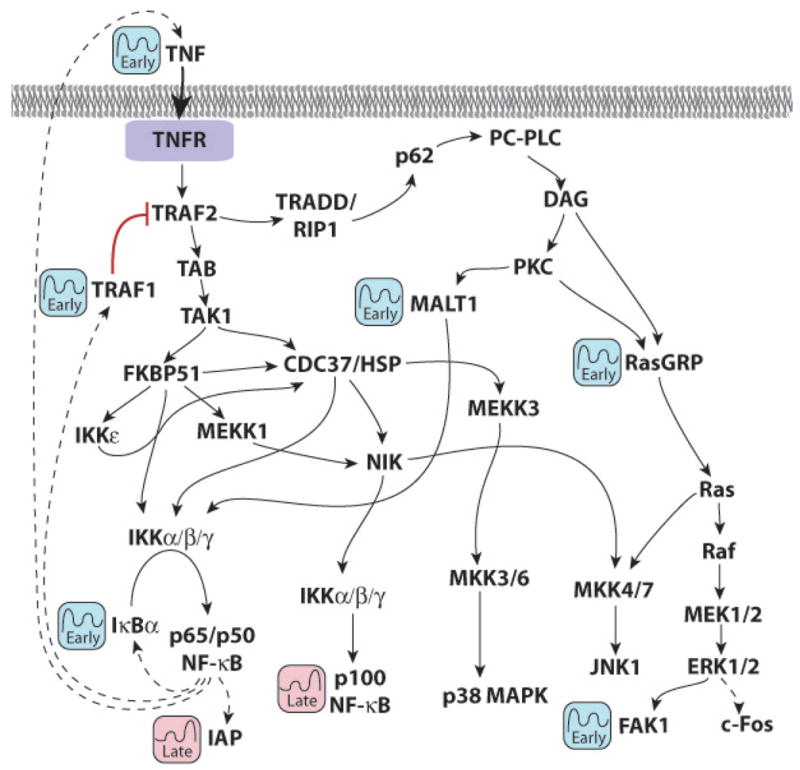 TNF
Early
TNFR
PC-PLC
p62
TRAF2
TRADD/
RIP1
DAG
TAB
PKC
TRAF1
Early
MALT1
Early
TAK1
FKBP51
CDC37/HSP
RasGRP
Early
MEKK3
IKKε
MEKK1
NIK
Ras
IKKα/β/γ
Raf
MKK3/6
MKK4/7
IKKα/β/γ
MEK1/2
IκBα
Early
p65/p50
NF-κB
p100
NF-κB
Late
JNK1
ERK1/2
p38 MAPK
IAP
Late
FAK1
Early
c-Fos